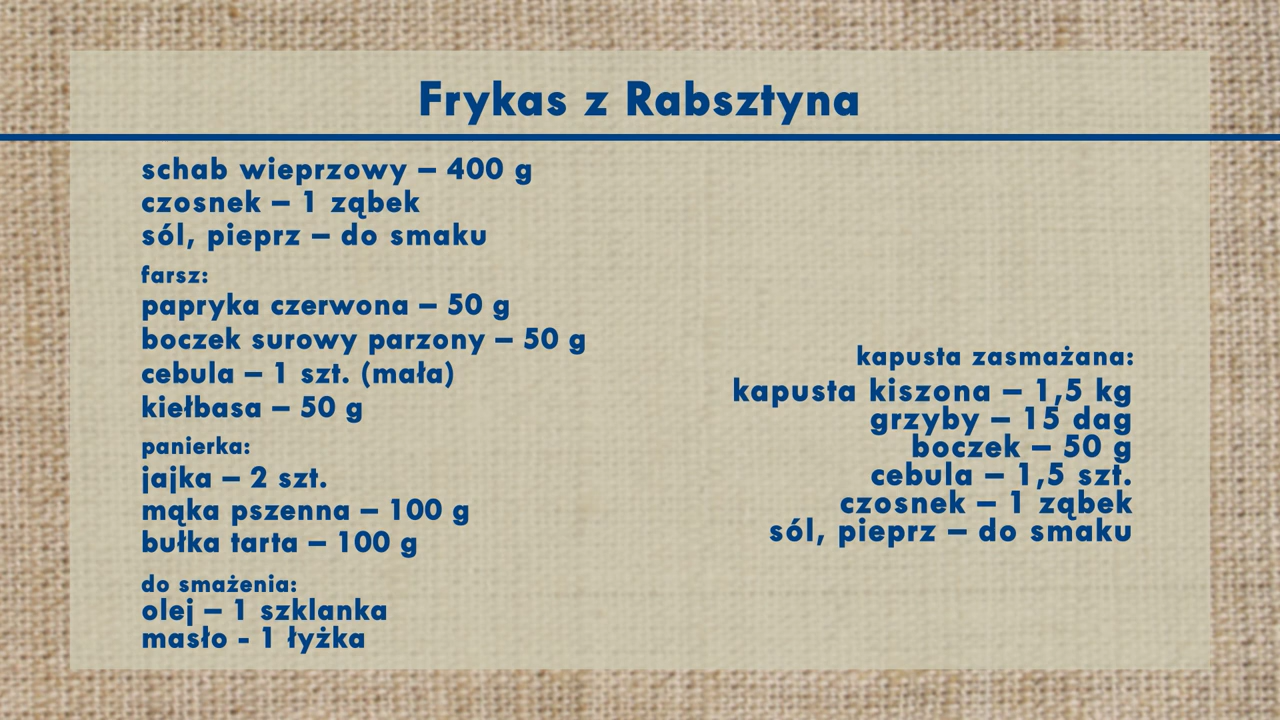 Frykas z Rabsztyna
schab wieprzowy – 400 g
czosnek – 1 ząbek
sól, pieprz – do smaku
farsz:
papryka czerwona – 50 g
boczek surowy parzony – 50 g
cebula – 1 szt. (mała)
kiełbasa – 50 g
panierka:
jajka – 2 szt.
mąka pszenna – 100 g
bułka tarta – 100 g
do smażenia:
olej – 1 szklanka
masło - 1 łyżka
kapusta zasmażana:
kapusta kiszona – 1,5 kg
grzyby – 15 dag
boczek – 50 g
cebula – 1,5 szt.
czosnek – 1 ząbek
sól, pieprz – do smaku